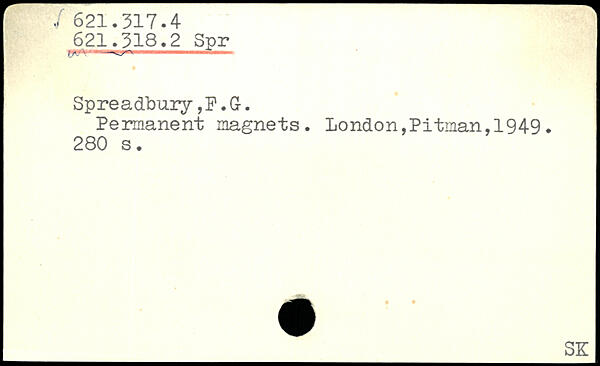 621.317.4
621.318.2 Spr
Spreadbury,F.G.
Permanent magnets. London,Pitman,1949.
280 s.
SK